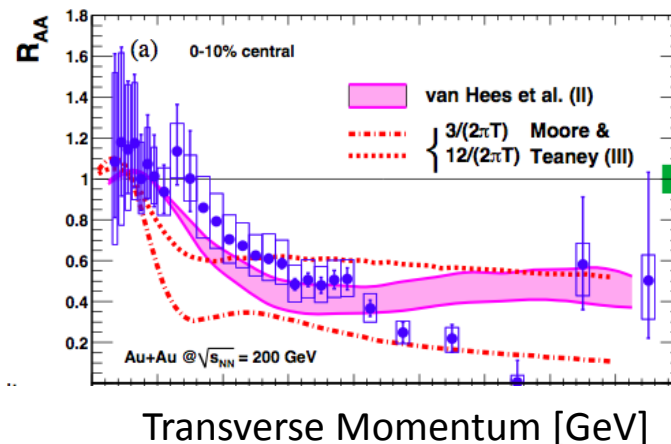 R_AA
1.8
1.6
1.4
1.2
1
0.8
0.6
0.4
0.2
(a) 0-10% central
van Hees et al. (II)
3/(2πT) Moore &
12/(2πT) Teaney (III)
Au+Au @√s_NN = 200 GeV
Transverse Momentum [GeV]